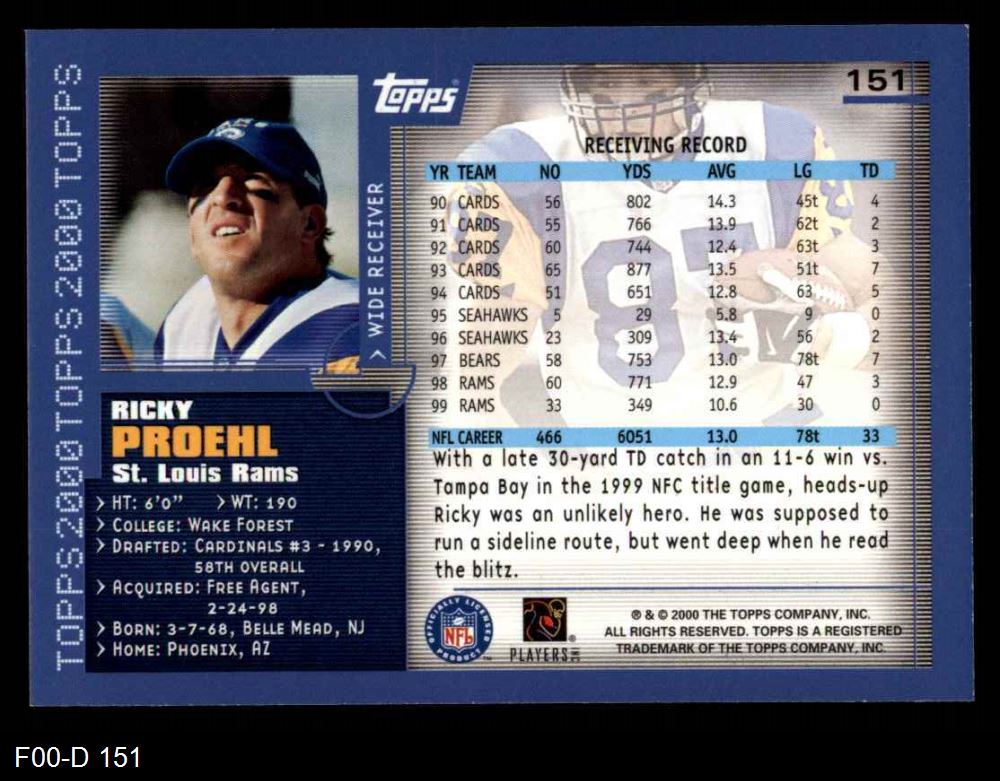 TOPPS 2000 TOPPS 2000 TOPPS 2000 TOPPS
topps
151
> WIDE RECEIVER
RECEIVING RECORD
YR TEAM NO YDS AVG LG TD
90 CARDS 56 802 14.3 45t 4
91 CARDS 55 766 13.9 62t 2
92 CARDS 60 744 12.4 63t 3
93 CARDS 65 877 13.5 51t 7
94 CARDS 51 651 12.8 63 5
95 SEAHAWKS 5 29 5.8 9 0
96 SEAHAWKS 23 309 13.4 56 2
97 BEARS 58 753 13.0 78t 7
98 RAMS 60 771 12.9 47 3
99 RAMS 33 349 10.6 30 0
NFL CAREER 466 6051 13.0 78t 33
RICKY
PROEHL
St. Louis Rams
> HT: 6'0" > WT: 190
> COLLEGE: WAKE FOREST
> DRAFTED: CARDINALS #3 - 1990,
58TH OVERALL
> ACQUIRED: FREE AGENT,
2-24-98
> BORN: 3-7-68, BELLE MEAD, NJ
> HOME: PHOENIX, AZ
With a late 30-yard TD catch in an 11-6 win vs.
Tampa Bay in the 1999 NFC title game, heads-up
Ricky was an unlikely hero. He was supposed to
run a sideline route, but went deep when he read
the blitz.
OFFICIALLY LICENSED
NFL
PRODUCT
PLAYERS INC
® & © 2000 THE TOPPS COMPANY, INC.
ALL RIGHTS RESERVED. TOPPS IS A REGISTERED
TRADEMARK OF THE TOPPS COMPANY, INC.
F00-D 151